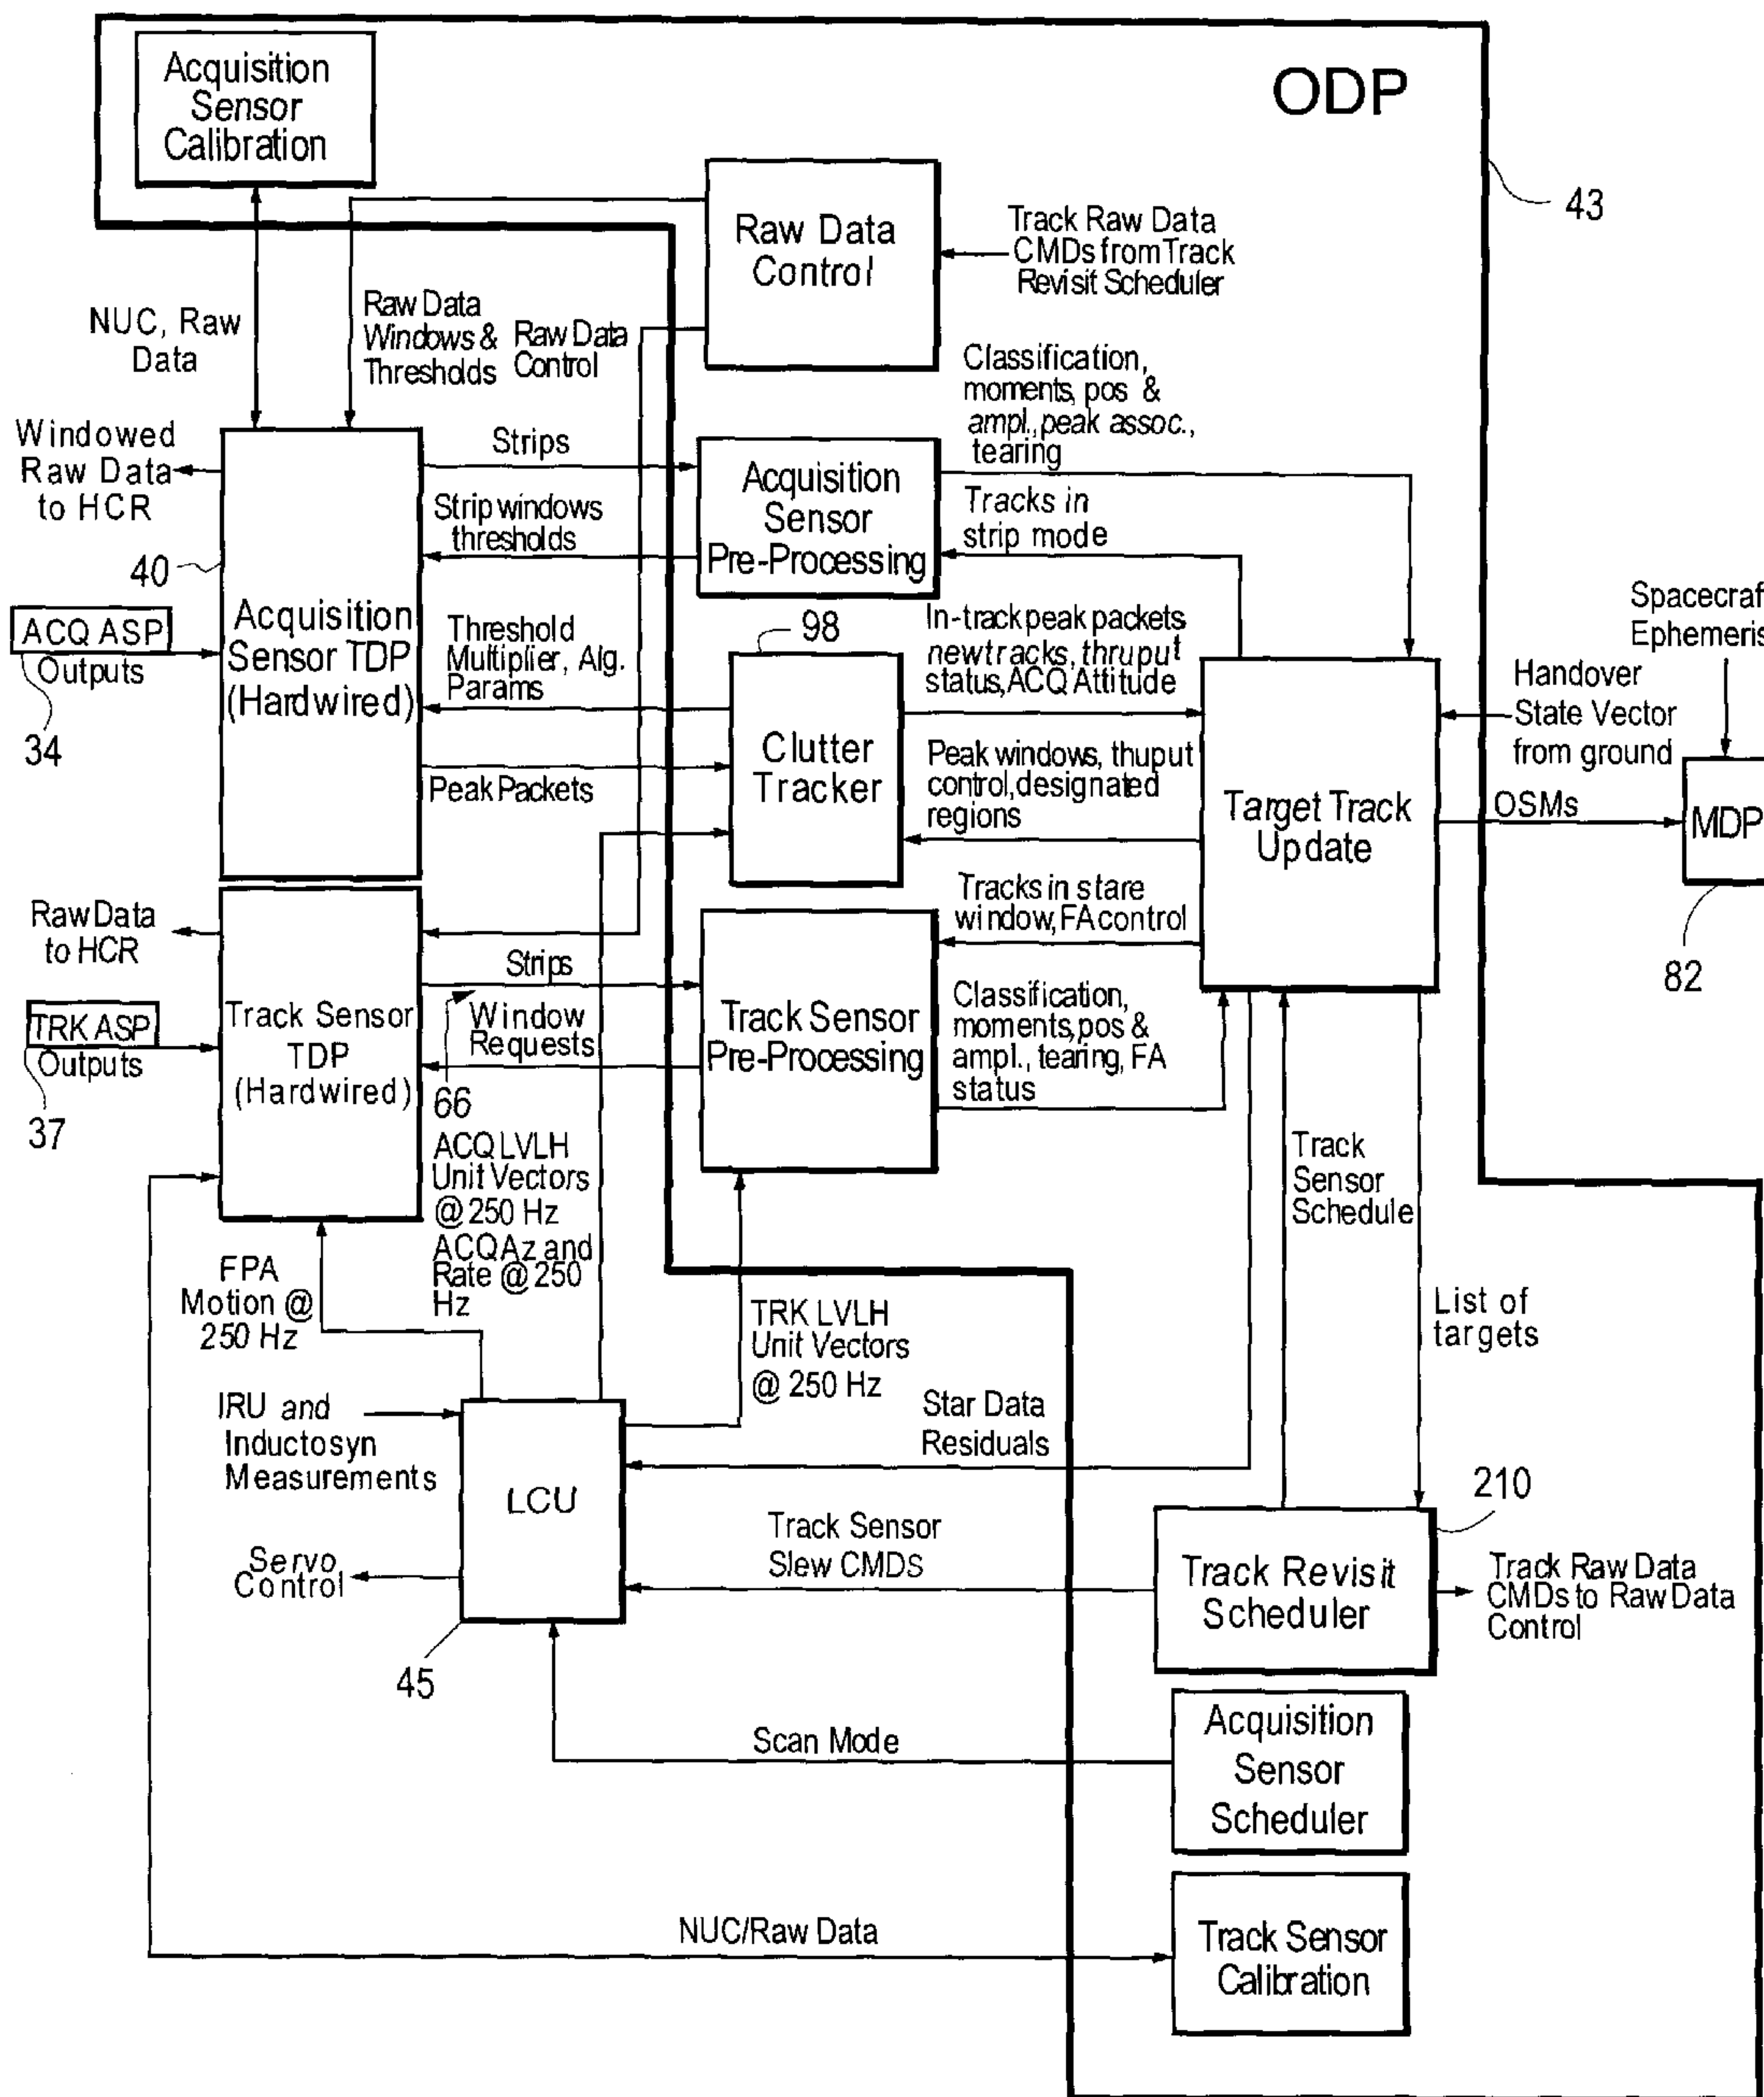 Acquisition
Sensor
Calibration
ODP
43
Raw Data
Control
Track Raw Data
CMDs from Track
Revisit Scheduler
NUC, Raw
Data
Raw Data
Windows &
Thresholds
Raw Data
Control
Classification,
moments, pos &
ampl., peak assoc.,
tearing
Windowed
Raw Data
to HCR
Strips
Strip windows
thresholds
Acquisition
Sensor
Pre-Processing
Tracks in
strip mode
40
ACQ ASP
Outputs
34
Acquisition
Sensor TDP
(Hardwired)
Threshold
Multiplier, Alg.
Params
Peak Packets
98
Clutter
Tracker
In-track peak packets
new tracks, thruput
status, ACQ Attitude
Peak windows, thuput
control, designated
regions
Target Track
Update
Handover
State Vector
from ground
Spacecraf
Ephemeris
OSMs
MDP
82
Raw Data
to HCR
TRK ASP
Outputs
37
Track Sensor
TDP
(Hardwired)
Strips
Window
Requests
66
Track Sensor
Pre-Processing
Tracks in stare
window, FA control
Classification,
moments, pos &
ampl., tearing, FA
status
ACQ LVLH
Unit Vectors
@ 250 Hz
ACQ Az and
Rate @ 250
Hz
FPA
Motion @
250 Hz
TRK LVLH
Unit Vectors
@ 250 Hz
Track
Sensor
Schedule
List of
targets
IRU and
Inductosyn
Measurements
LCU
Servo
Control
45
Star Data
Residuals
Track Sensor
Slew CMDS
210
Track Revisit
Scheduler
Track Raw Data
CMDs to Raw Data
Control
Scan Mode
Acquisition
Sensor
Scheduler
NUC/Raw Data
Track Sensor
Calibration